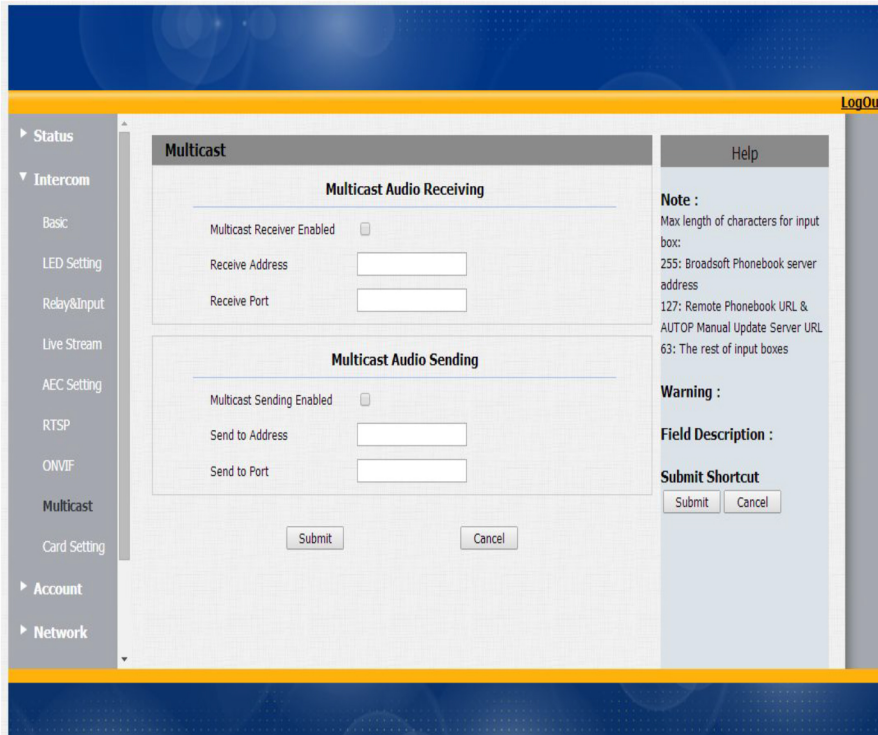 LogOu
Status
Intercom
Basic
LED Setting
Relay&Input
Live Stream
AEC Setting
RTSP
ONVIF
Multicast
Card Setting
Account
Network
Multicast
Multicast Audio Receiving
Multicast Receiver Enabled
Receive Address
Receive Port
Multicast Audio Sending
Multicast Sending Enabled
Send to Address
Send to Port
Submit Cancel
Help
Note :
Max length of characters for input
box:
255: Broadsoft Phonebook server
address
127: Remote Phonebook URL &
AUTOP Manual Update Server URL
63: The rest of input boxes
Warning :
Field Description :
Submit Shortcut
Submit Cancel